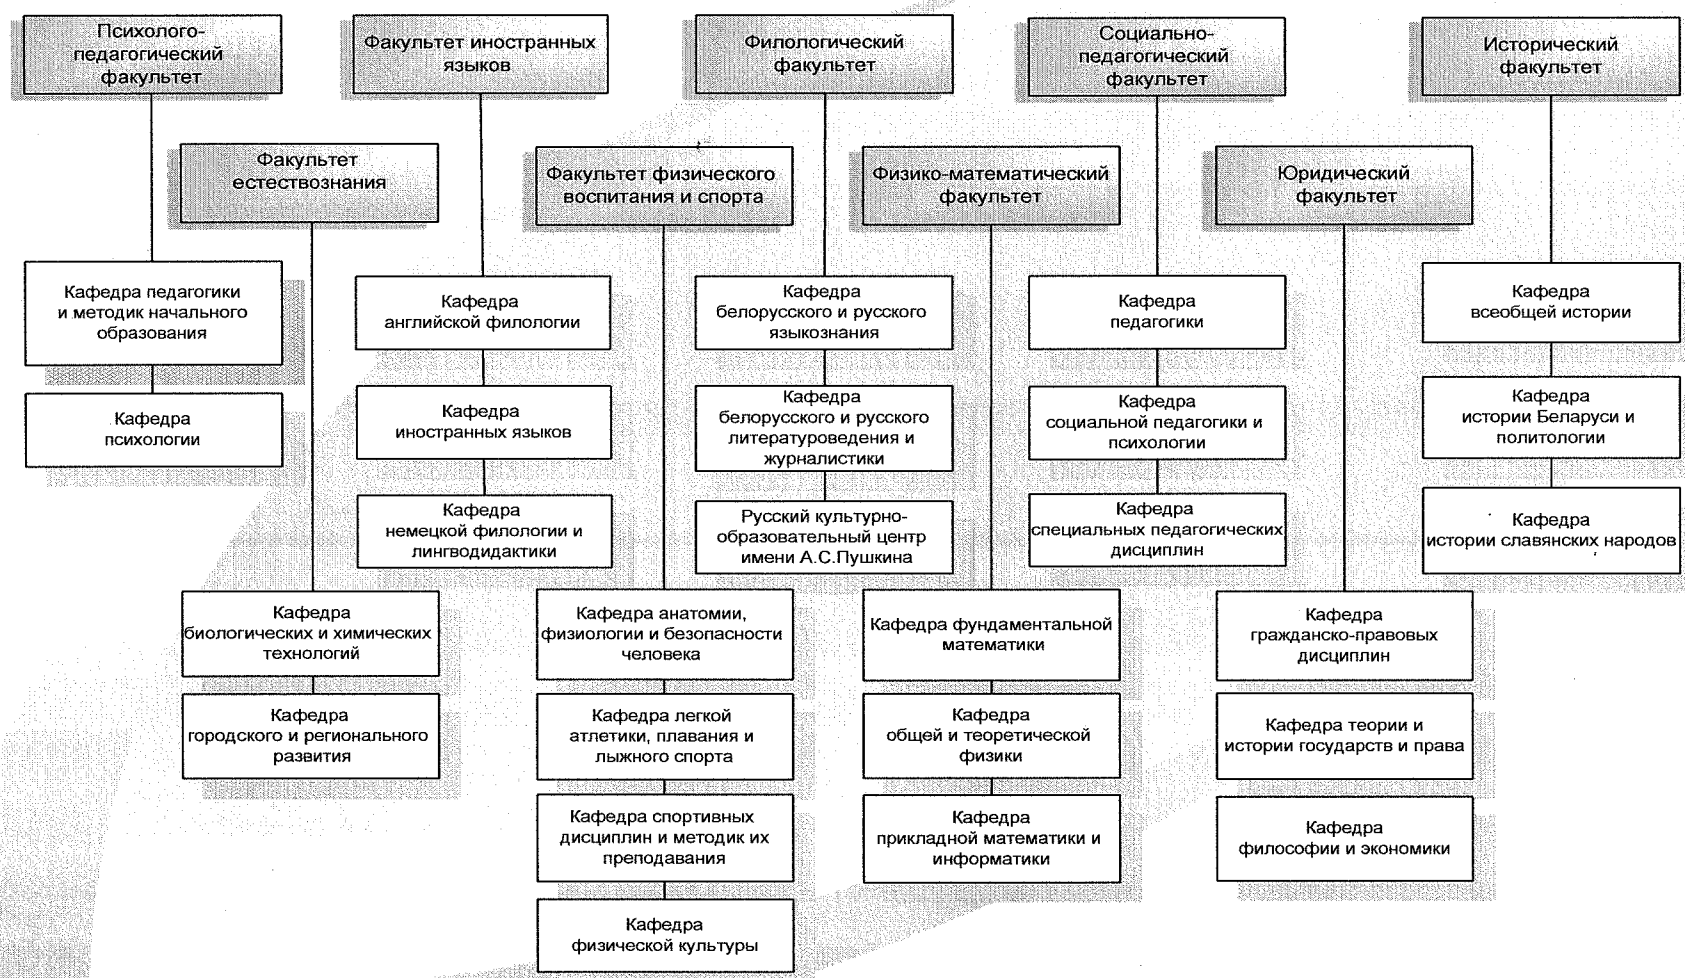 Психолого-
педагогический
факультет
Факультет иностранных
языков
Филологический
факультет
Социально-
педагогический
факультет
Исторический
факультет
Факультет
естествознания
Факультет физического
воспитания и спорта
Физико-математический
факультет
Юридический
факультет
Кафедра педагогики
и методик начального
образования
Кафедра
психологии
Кафедра
английской филологии
Кафедра
иностранных языков
Кафедра
немецкой филологии и
лингводидактики
Кафедра
белорусского и русского
языкознания
Кафедра
белорусского и русского
литературоведения и
журналистики
Русский культурно-
образовательный центр
имени А.С.Пушкина
Кафедра
педагогики
Кафедра
социальной педагогики и
психологии
Кафедра
специальных педагогических
дисциплин
Кафедра
всеобщей истории
Кафедра
истории Беларуси и
политологии
Кафедра
истории славянских народов
Кафедра
биологических и химических
технологий
Кафедра
городского и регионального
развития
Кафедра анатомии,
физиологии и безопасности
человека
Кафедра легкой
атлетики, плавания и
лыжного спорта
Кафедра спортивных
дисциплин и методик их
преподавания
Кафедра
физической культуры
Кафедра фундаментальной
математики
Кафедра
общей и теоретической
физики
Кафедра
прикладной математики и
информатики
Кафедра
гражданско-правовых
дисциплин
Кафедра теории и
истории государств и права
Кафедра
философии и экономики